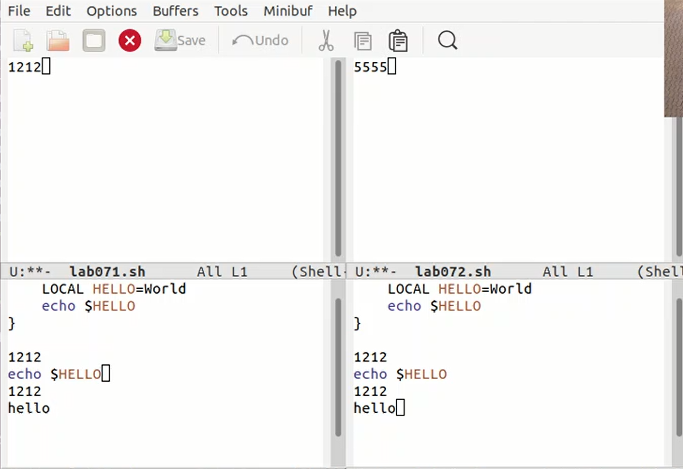 File Edit Options Buffers Tools Minibuf Help
Save Undo
1212
5555
U:**- lab071.sh All L1 (Shell-
U:**- lab072.sh All L1 (Shell
LOCAL HELLO=World
echo $HELLO
}
1212
echo $HELLO
1212
hello
LOCAL HELLO=World
echo $HELLO
}
1212
echo $HELLO
1212
hello